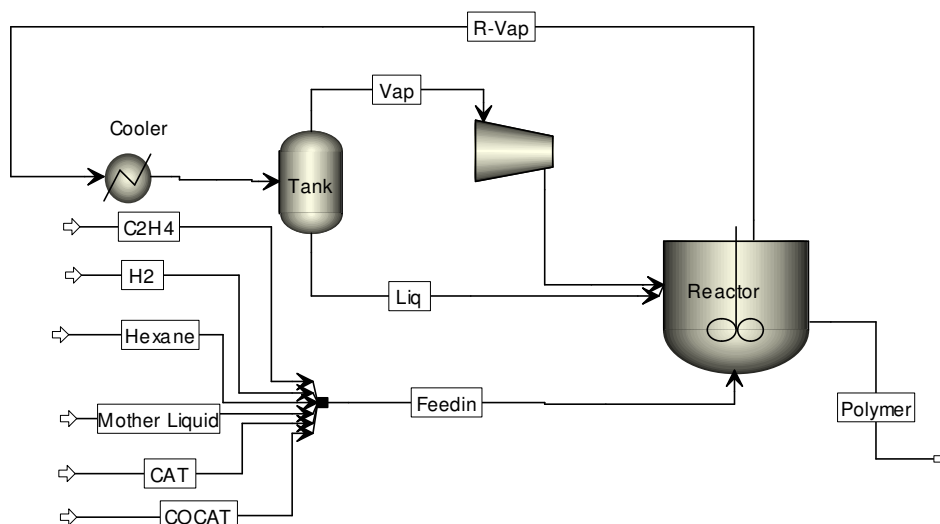 R-Vap
Vap
Cooler
Tank
C2H4
H2
Liq
Reactor
Hexane
Mother Liquid
Feedin
Polymer
CAT
COCAT